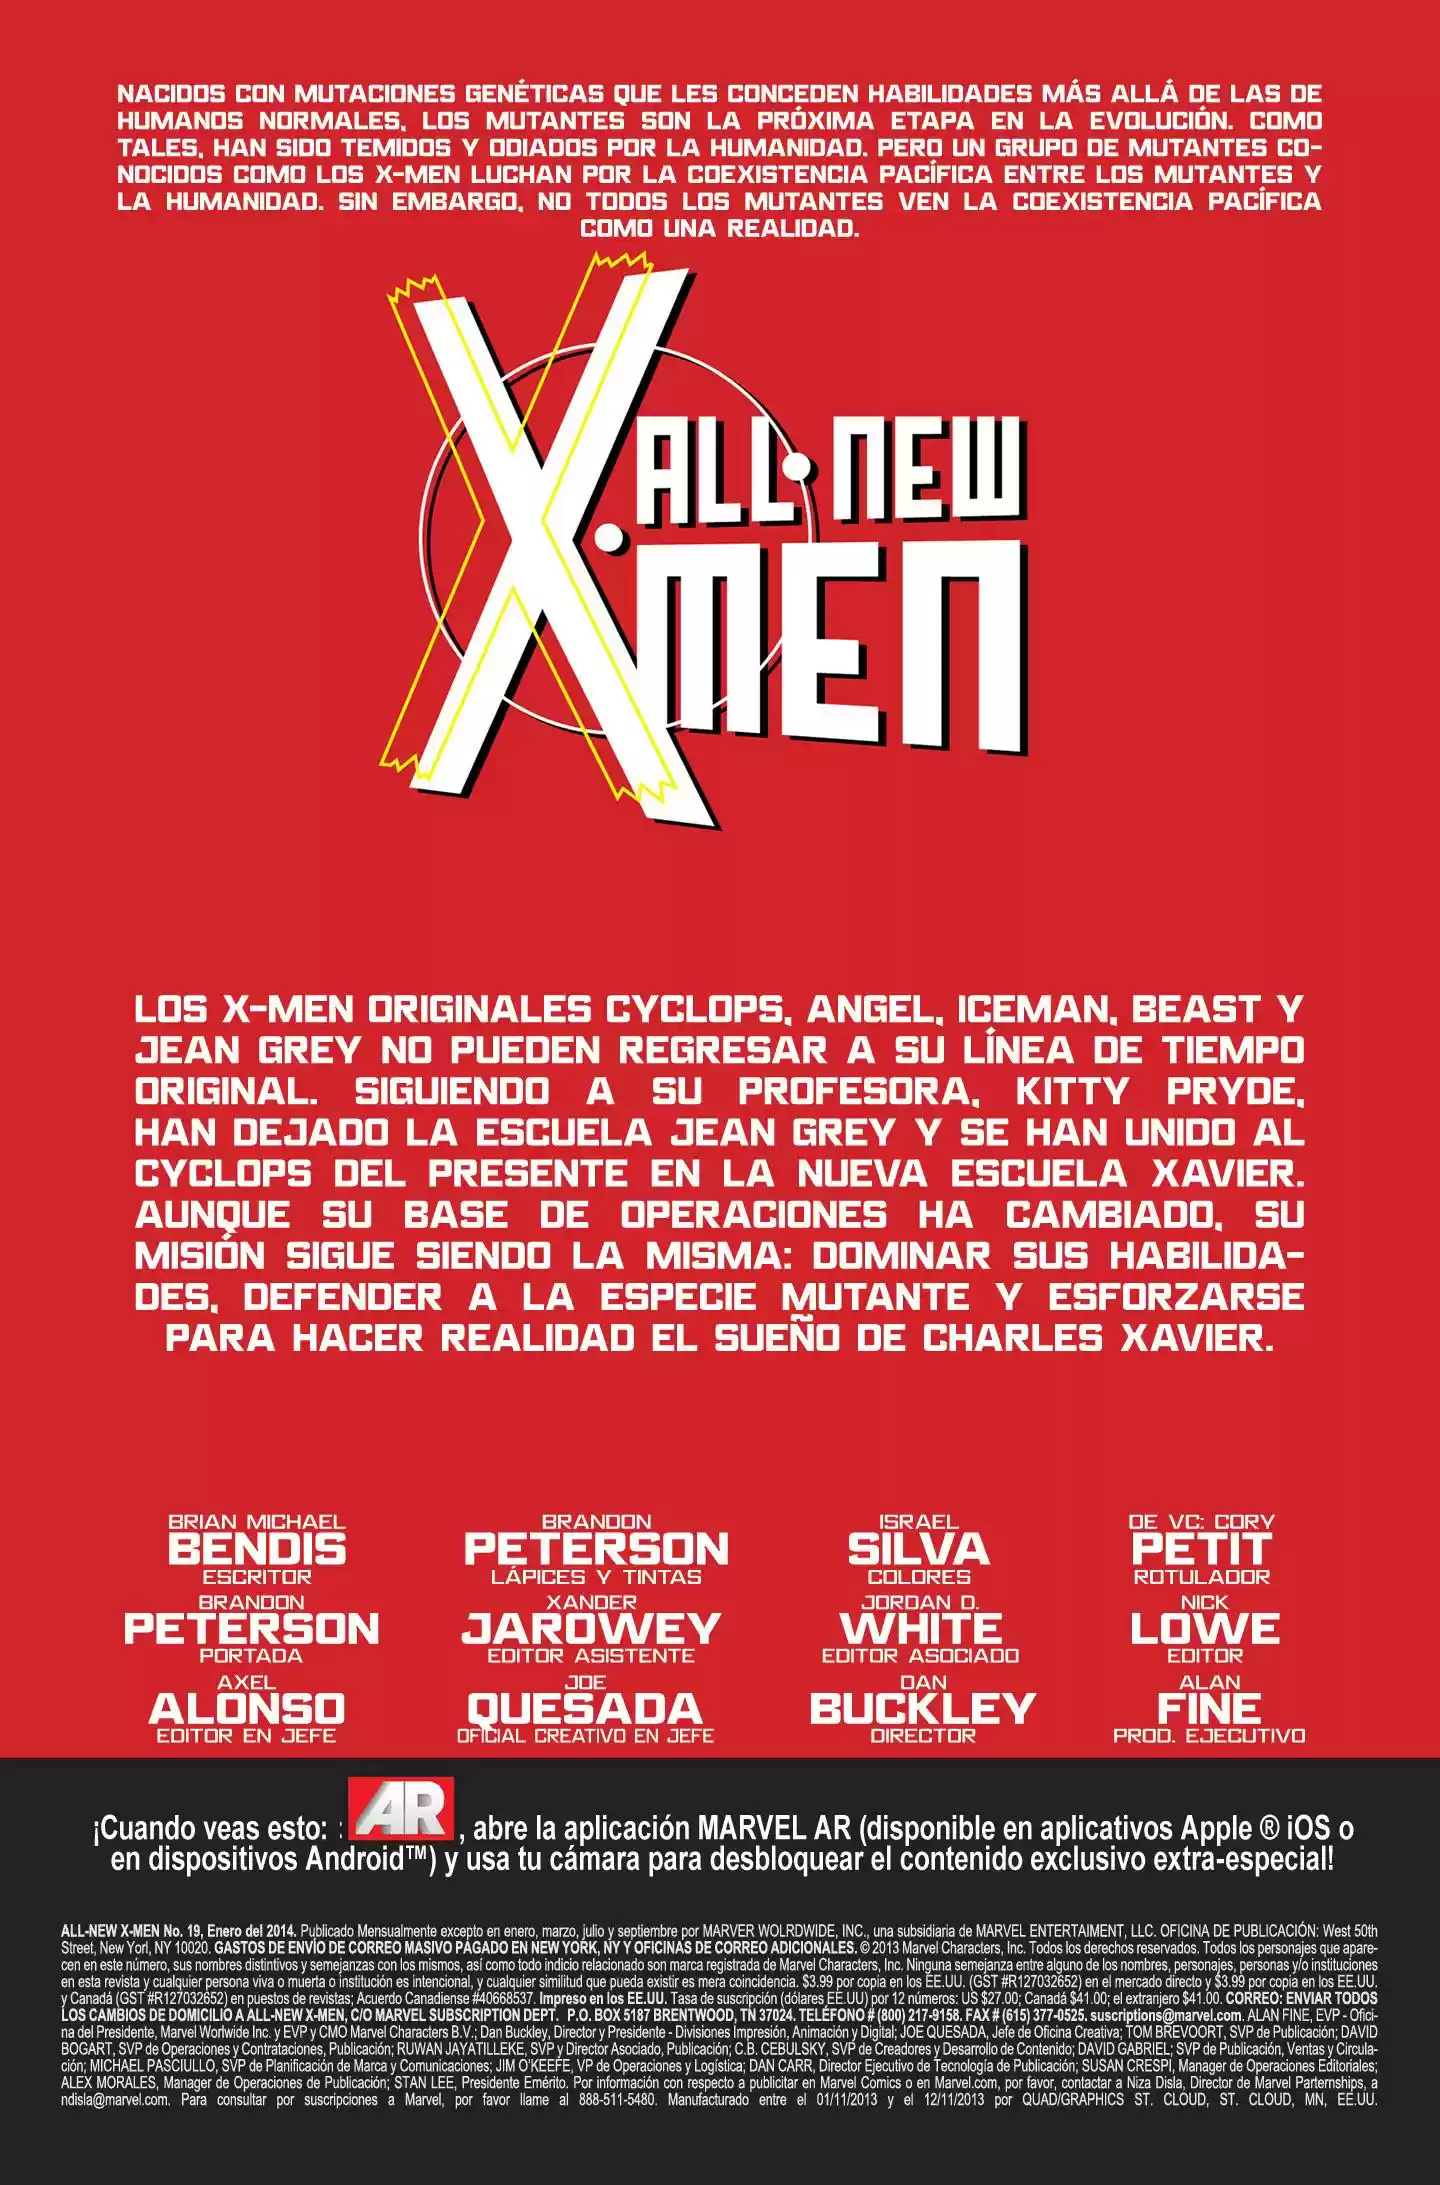 NACIDOS CON MUTACIONES GENÉTICAS QUE LES CONCEDEN HABILIDADES MÁS ALLÁ DE LAS DE
HUMANOS NORMALES, LOS MUTANTES SON LA PRÓXIMA ETAPA EN LA EVOLUCIÓN. COMO
TALES, HAN SIDO TEMIDOS Y ODIADOS POR LA HUMANIDAD. PERO UN GRUPO DE MUTANTES CO-
NOCIDOS COMO LOS X-MEN LUCHAN POR LA COEXISTENCIA PACÍFICA ENTRE LOS MUTANTES Y
LA HUMANIDAD. SIN EMBARGO, NO TODOS LOS MUTANTES VEN LA COEXISTENCIA PACÍFICA
COMO UNA REALIDAD.
ALL·NEW
X·MEN
LOS X-MEN ORIGINALES CYCLOPS, ANGEL, ICEMAN, BEAST Y
JEAN GREY NO PUEDEN REGRESAR A SU LÍNEA DE TIEMPO
ORIGINAL. SIGUIENDO A SU PROFESORA, KITTY PRYDE,
HAN DEJADO LA ESCUELA JEAN GREY Y SE HAN UNIDO AL
CYCLOPS DEL PRESENTE EN LA NUEVA ESCUELA XAVIER.
AUNQUE SU BASE DE OPERACIONES HA CAMBIADO, SU
MISIÓN SIGUE SIENDO LA MISMA: DOMINAR SUS HABILIDA-
DES, DEFENDER A LA ESPECIE MUTANTE Y ESFORZARSE
PARA HACER REALIDAD EL SUEÑO DE CHARLES XAVIER.
BRIAN MICHAEL BRANDON ISRAEL DE VC: CORY
BENDIS PETERSON SILVA PETIT
ESCRITOR LÁPICES Y TINTAS COLORES ROTULADOR
BRANDON XANDER JORDAN D. NICK
PETERSON JAROWEY WHITE LOWE
PORTADA EDITOR ASISTENTE EDITOR ASOCIADO EDITOR
AXEL JOE DAN ALAN
ALONSO QUESADA BUCKLEY FINE
EDITOR EN JEFE OFICIAL CREATIVO EN JEFE DIRECTOR PROD. EJECUTIVO
¡Cuando veas esto: : AR , abre la aplicación MARVEL AR (disponible en aplicativos Apple ® iOS o
en dispositivos Android™) y usa tu cámara para desbloquear el contenido exclusivo extra-especial!
ALL-NEW X-MEN No. 19, Enero del 2014. Publicado Mensualmente excepto en enero, marzo, julio y septiembre por MARVER WOLRDWIDE, INC., una subsidiaria de MARVEL ENTERTAIMENT, LLC. OFICINA DE PUBLICACIÓN: West 50th
Street, New Yorl, NY 10020. GASTOS DE ENVÍO DE CORREO MASIVO PAGADO EN NEW YORK, NY Y OFICINAS DE CORREO ADICIONALES. © 2013 Marvel Characters, Inc. Todos los derechos reservados. Todos los personajes que apare-
cen en este número, sus nombres distintivos y semejanzas con los mismos, así como todo indicio relacionado son marca registrada de Marvel Characters, Inc. Ninguna semejanza entre alguno de los nombres, personajes, personas y/o instituciones
en esta revista y cualquier persona viva o muerta o institución es intencional, y cualquier similitud que pueda existir es mera coincidencia. $3.99 por copia en los EE.UU. (GST #R127032652) en el mercado directo y $3.99 por copia en los EE.UU.
y Canadá (GST #R127032652) en puestos de revistas; Acuerdo Canadiense #40668537. Impreso en los EE.UU. Tasa de suscripción (dólares EE.UU) por 12 números: US $27.00; Canadá $41.00; el extranjero $41.00. CORREO: ENVIAR TODOS
LOS CAMBIOS DE DOMICILIO A ALL-NEW X-MEN, C/O MARVEL SUBSCRIPTION DEPT. P.O. BOX 5187 BRENTWOOD, TN 37024. TELÉFONO # (800) 217-9158. FAX # (615) 377-0525. suscriptions@marvel.com. ALAN FINE, EVP - Ofici-
na del Presidente, Marvel Worlwide Inc. y EVP y CMO Marvel Characters B.V.; Dan Buckley, Director y Presidente - Divisiones Impresión, Animación y Digital; JOE QUESADA, Jefe de Oficina Creativa; TOM BREVOORT, SVP de Publicación; DAVID
BOGART, SVP de Operaciones y Contrataciones, Publicación; RUWAN JAYATILLEKE, SVP y Director Asociado, Publicación; C.B. CEBULSKY, SVP de Creadores y Desarrollo de Contenido; DAVID GABRIEL; SVP de Publicación, Ventas y Circula-
ción; MICHAEL PASCIULLO, SVP de Planificación de Marca y Comunicaciones; JIM O'KEEFE, VP de Operaciones y Logística; DAN CARR, Director Ejecutivo de Tecnología de Publicación; SUSAN CRESPI, Manager de Operaciones Editoriales;
ALEX MORALES, Manager de Operaciones de Publicación; STAN LEE, Presidente Emérito. Por información con respecto a publicitar en Marvel Comics o en Marvel.com, por favor, contactar a Niza Disla, Director de Marvel Parternships, a
ndisla@marvel.com. Para consultar por suscripciones a Marvel, por favor llame al 888-511-5480. Manufacturado entre el 01/11/2013 y el 12/11/2013 por QUAD/GRAPHICS ST. CLOUD, ST. CLOUD, MN, EE.UU.